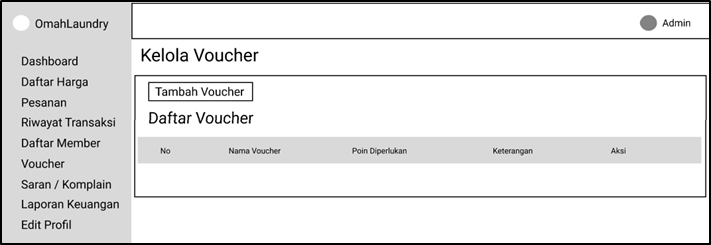 OmahLaundry
Admin
Dashboard
Daftar Harga
Pesanan
Riwayat Transaksi
Daftar Member
Voucher
Saran / Komplain
Laporan Keuangan
Edit Profil
Kelola Voucher
Tambah Voucher
Daftar Voucher
No Nama Voucher Poin Diperlukan Keterangan Aksi